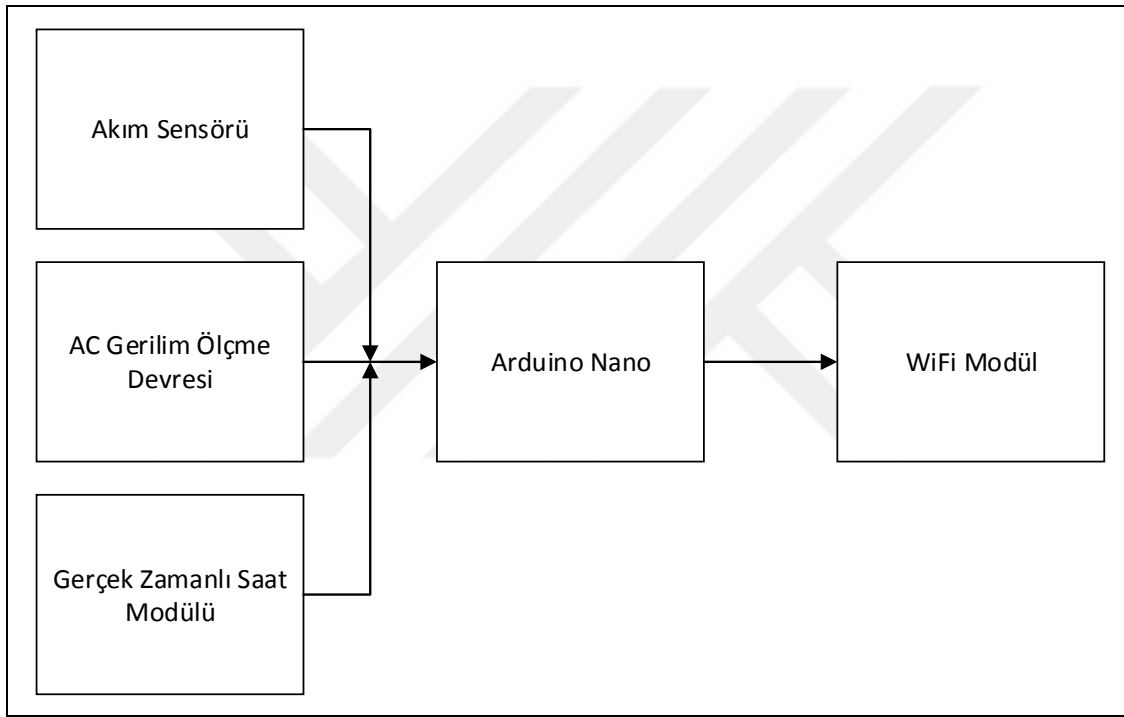 Akım Sensörü
AC Gerilim Ölçme
Devresi
Gerçek Zamanlı Saat
Modülü
Arduino Nano
WiFi Modül